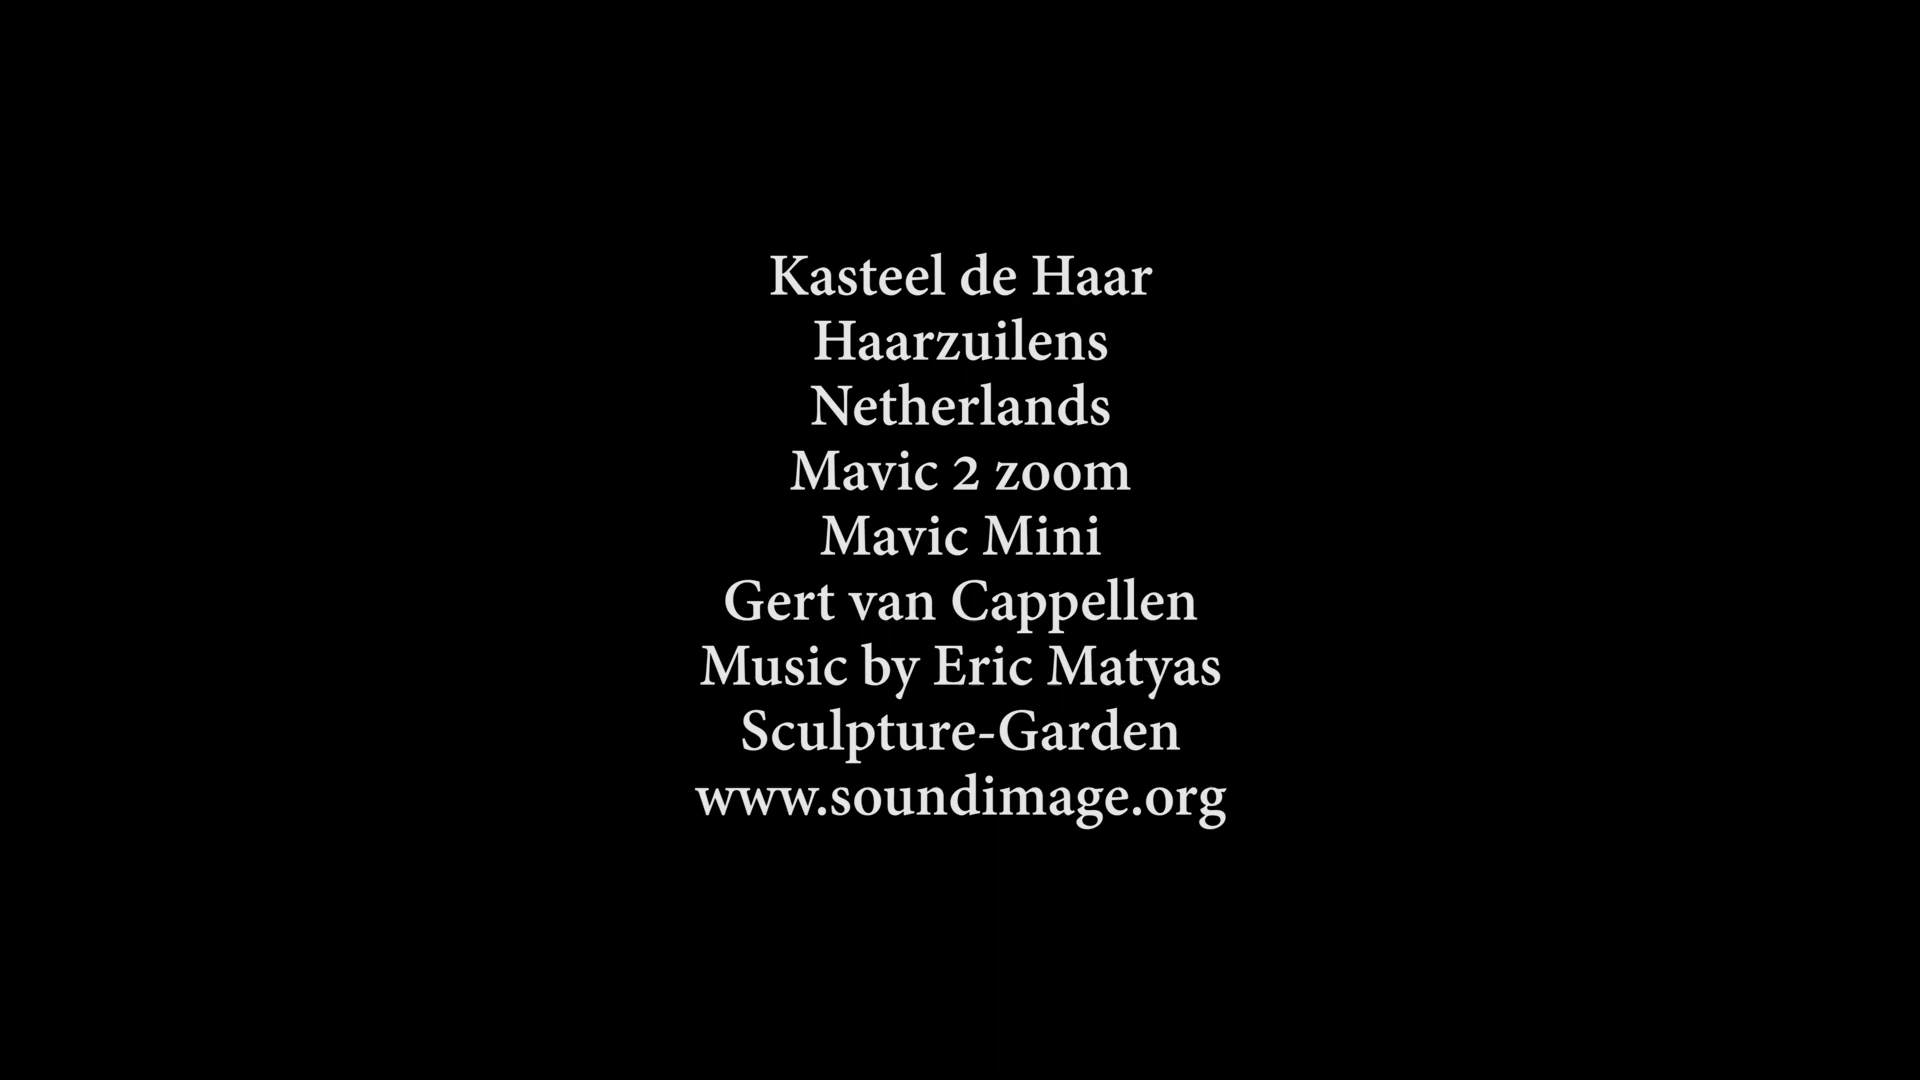 Kasteel de Haar
Haarzuilens
Netherlands
Mavic 2 zoom
Mavic Mini
Gert van Cappellen
Music by Eric Matyas
Sculpture-Garden
www.soundimage.org